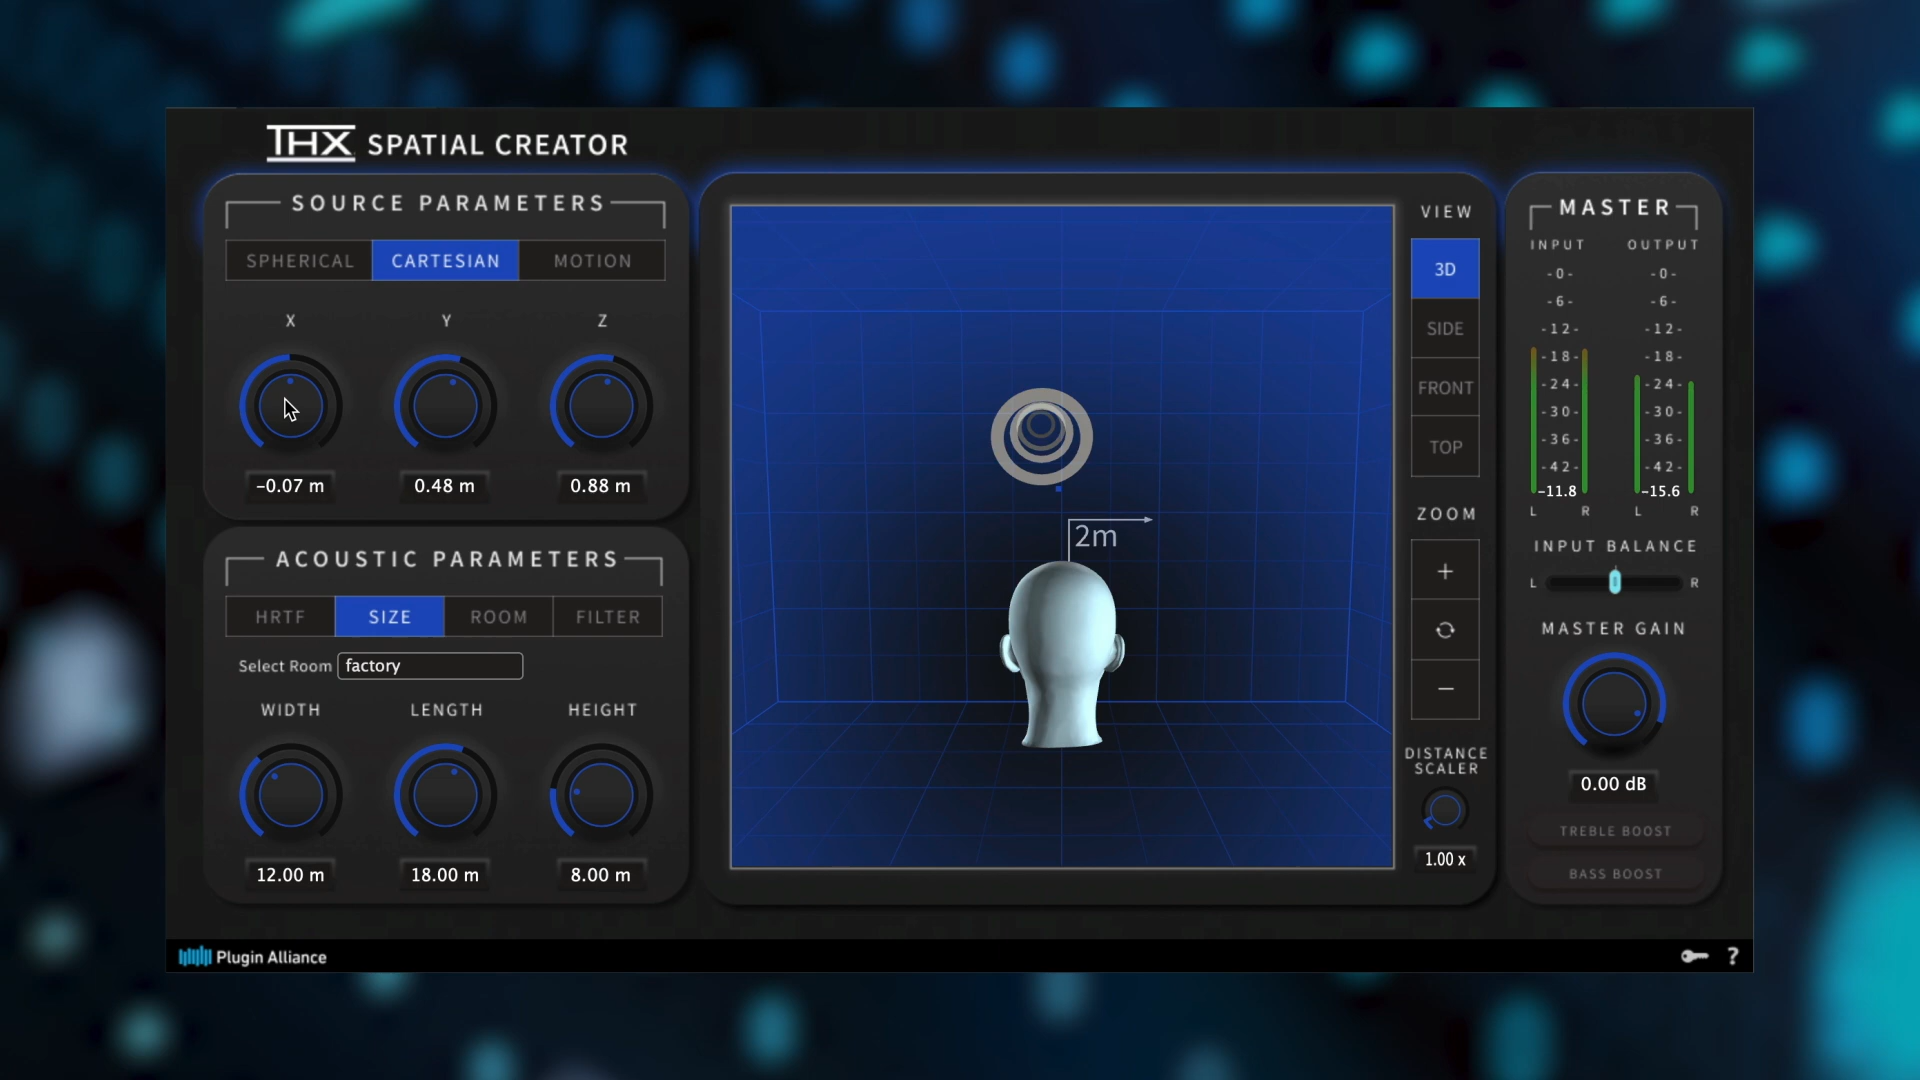 THX SPATIAL CREATOR
SOURCE PARAMETERS
SPHERICAL CARTESIAN MOTION
X Y Z
-0.07 m 0.48 m 0.88 m
ACOUSTIC PARAMETERS
HRTF SIZE ROOM FILTER
Select Room factory
WIDTH LENGTH HEIGHT
12.00 m 18.00 m 8.00 m
2m
VIEW
3D
SIDE
FRONT
TOP
ZOOM
+
−
DISTANCE
SCALER
1.00 x
MASTER
INPUT OUTPUT
-0- -0-
-6- -6-
-12- -12-
-18- -18-
-24- -24-
-30- -30-
-36- -36-
-42- -42-
-11.8 -15.6
L R L R
INPUT BALANCE
L R
MASTER GAIN
0.00 dB
TREBLE BOOST
BASS BOOST
Plugin Alliance
?